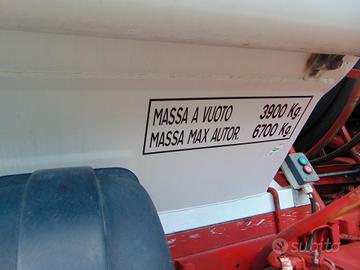 MASSA A VUOTO 3900 Kg.
MASSA MAX AUTOR. 6700 Kg.
subito